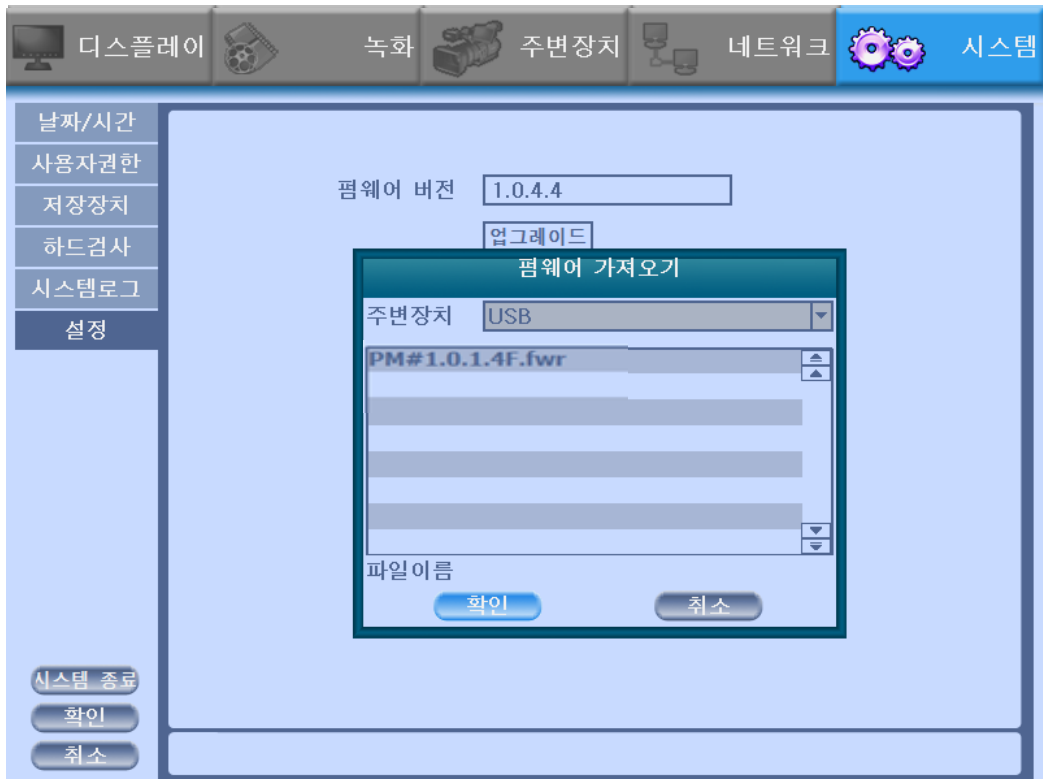 디스플레이 녹화 주변장치 네트워크 시스템
날짜/시간
사용자권한
저장장치
하드검사
시스템로그
설정
펌웨어 버전 1.0.4.4
업그레이드
펌웨어 가져오기
주변장치 USB
PM#1.0.1.4F.fwr
파일이름
확인 취소
시스템 종료
확인
취소